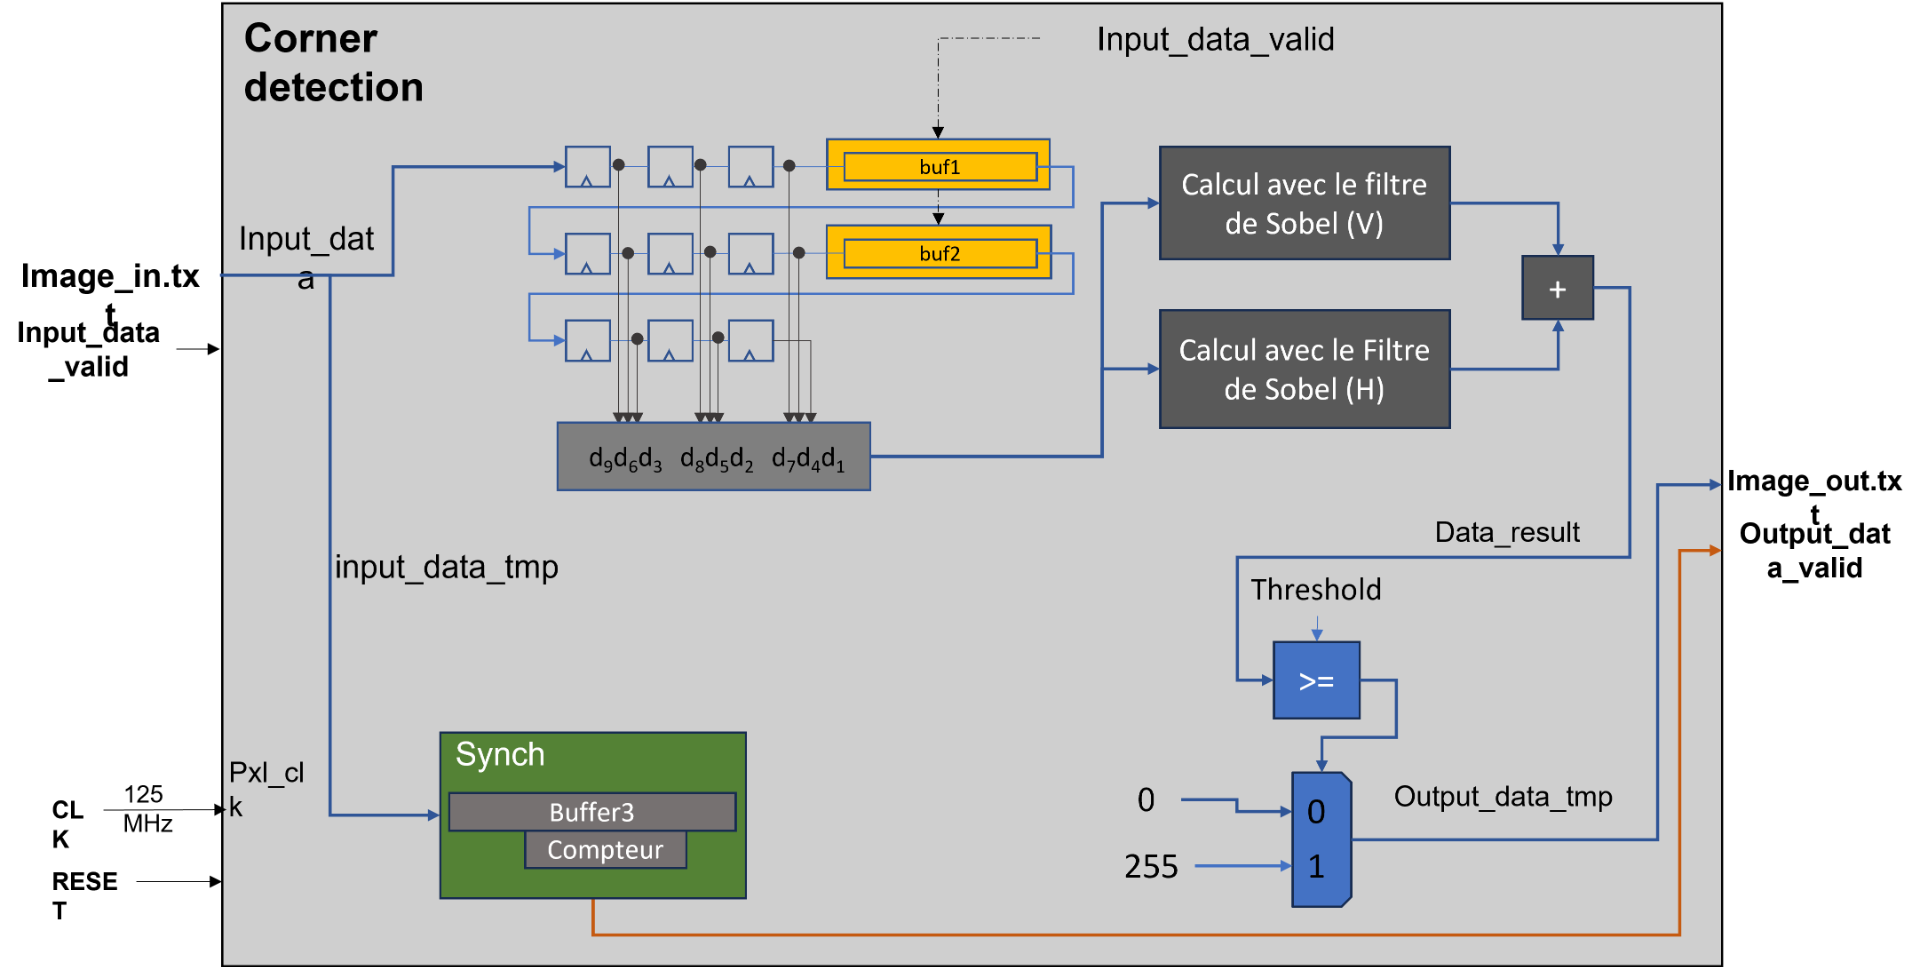 Corner
detection
Input_data_valid
buf1
buf2
Calcul avec le filtre
de Sobel (V)
Calcul avec le Filtre
de Sobel (H)
+
Input_dat
a
Image_in.tx
t
Input_data
_valid
d₉d₆d₃ d₈d₅d₂ d₇d₄d₁
input_data_tmp
Data_result
Image_out.tx
t
Output_dat
a_valid
Threshold
>=
Synch
Buffer3
Compteur
Pxl_cl
k
CL
K
125
MHz
RESE
T
0
255
0
1
Output_data_tmp